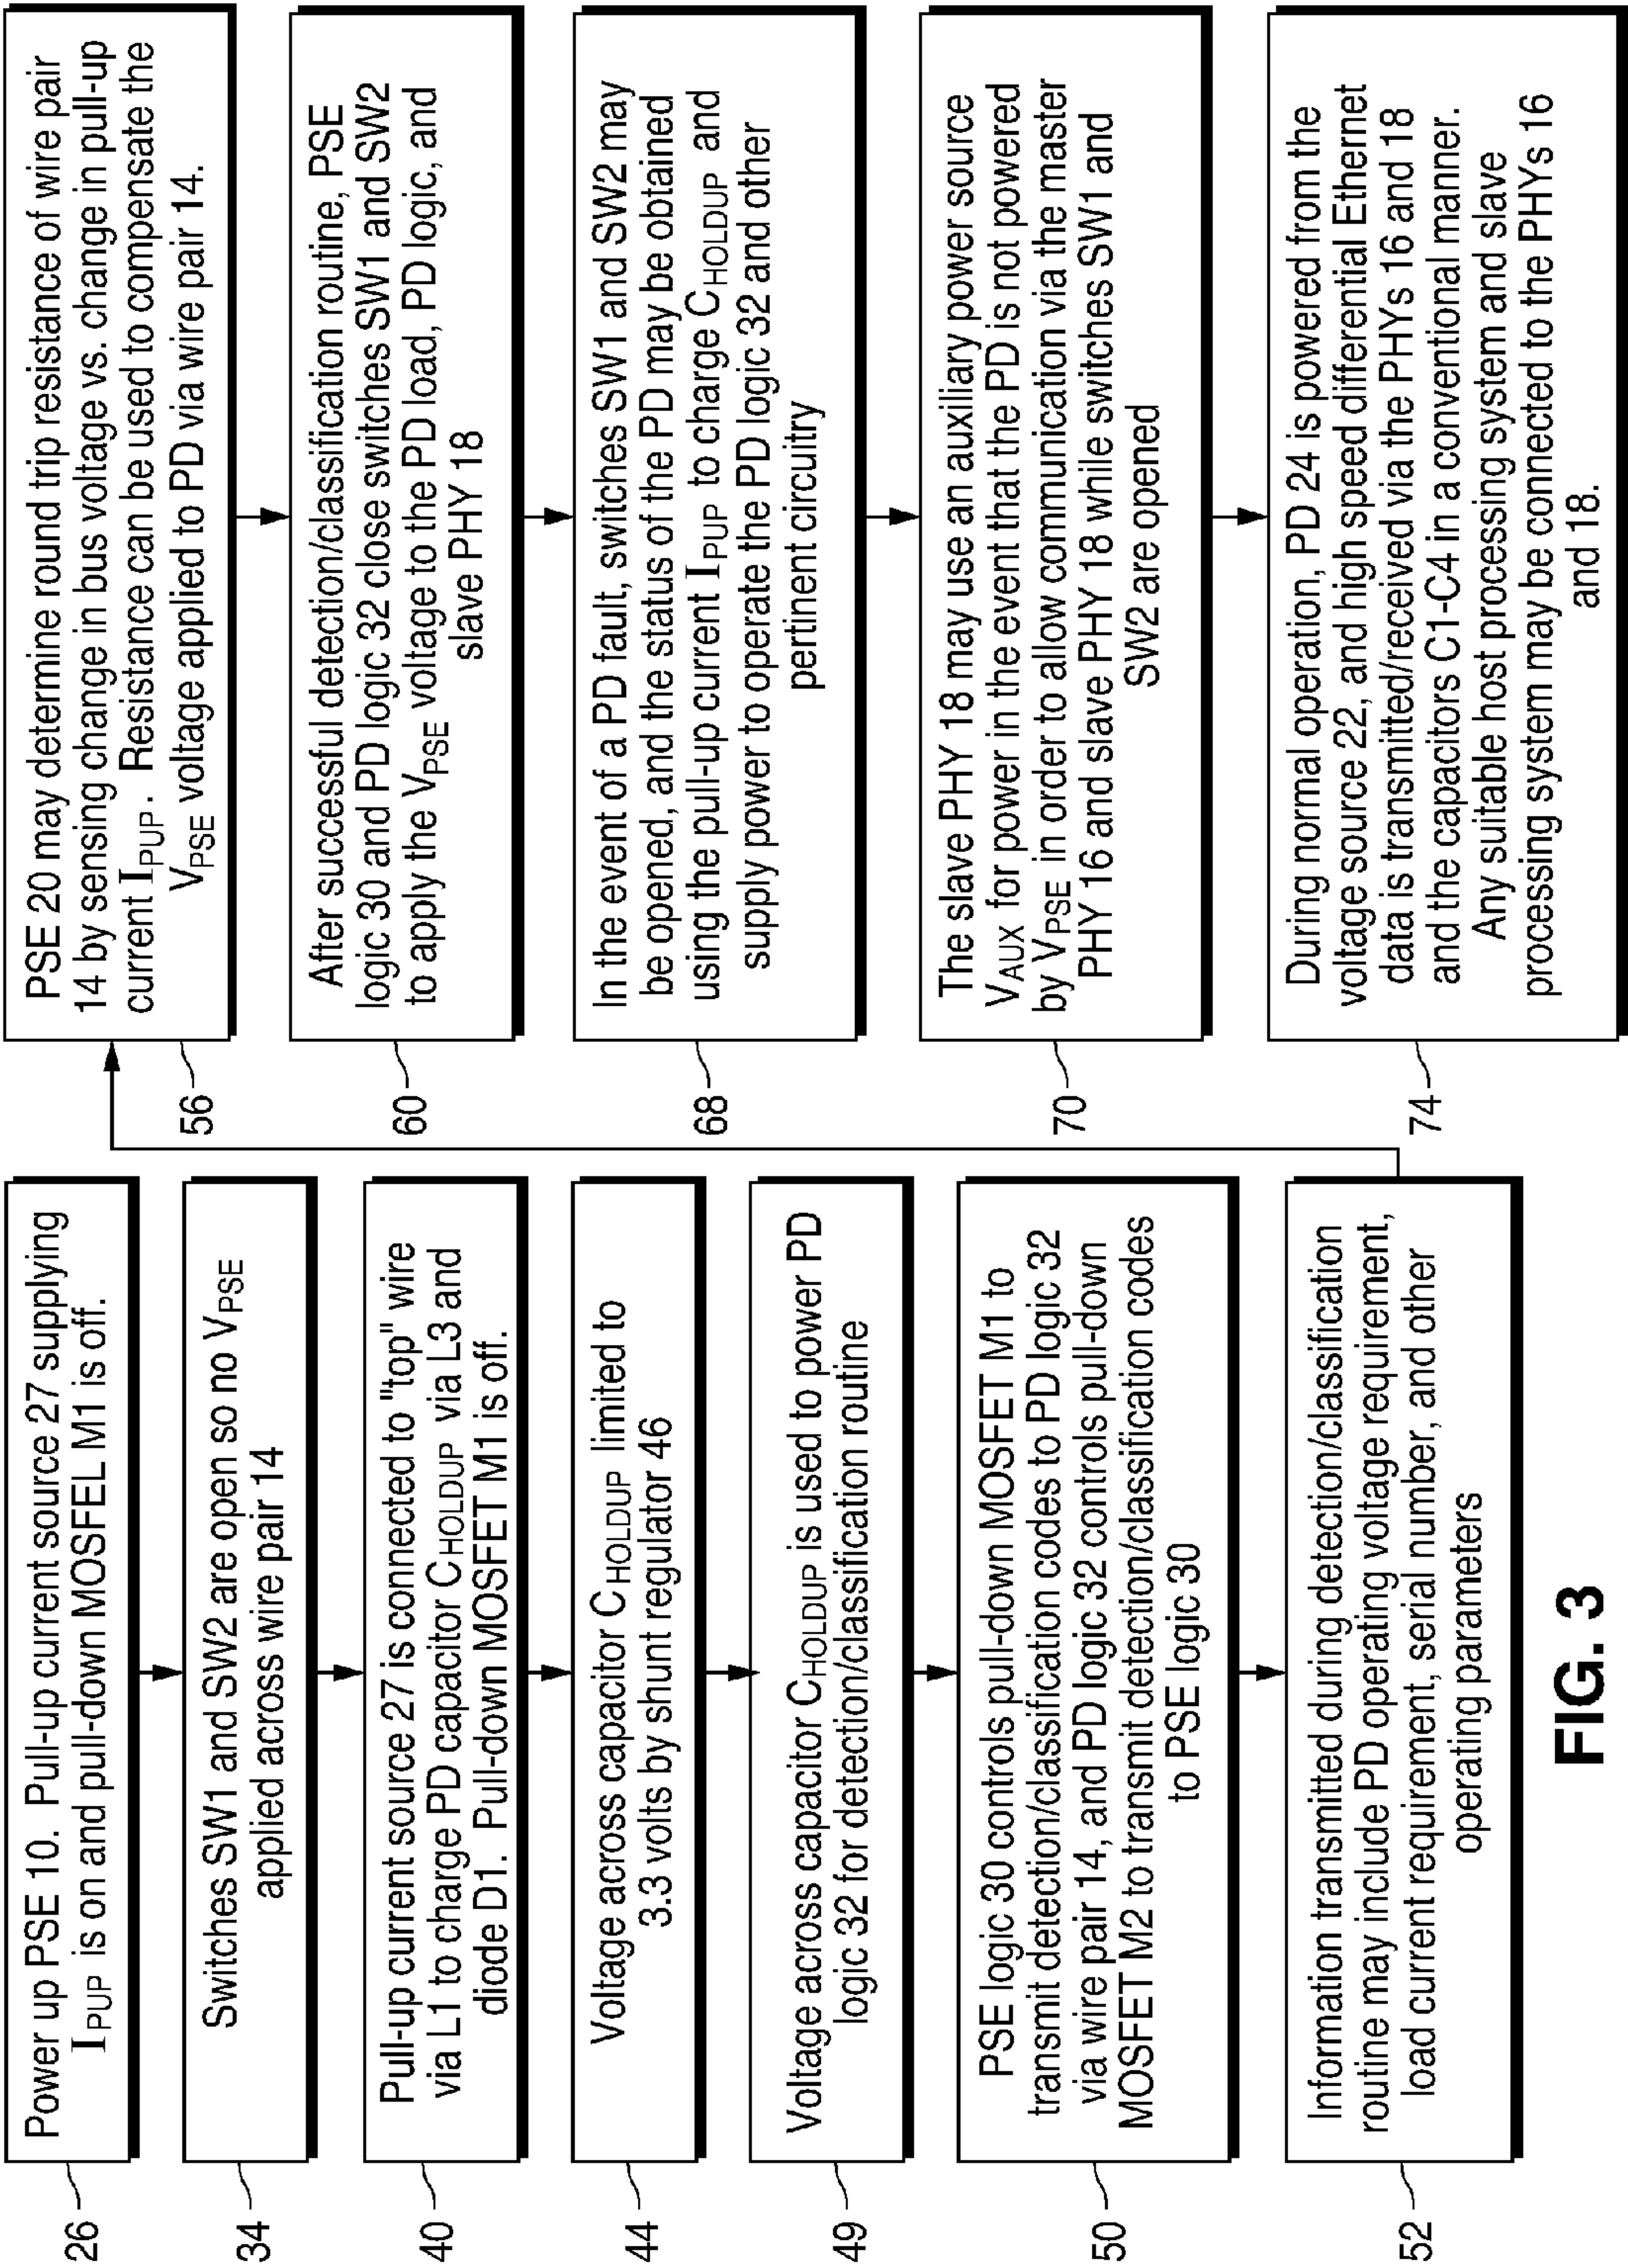 26
Power up PSE 10. Pull-up current source 27 supplying
IPUP is on and pull-down MOSFEL M1 is off.
34
Switches SW1 and SW2 are open so no VPSE
applied across wire pair 14
40
Pull-up current source 27 is connected to "top" wire
via L1 to charge PD capacitor CHOLDUP via L3 and
diode D1. Pull-down MOSFET M1 is off.
44
Voltage across capacitor CHOLDUP limited to
3.3 volts by shunt regulator 46
49
Voltage across capacitor CHOLDUP is used to power PD
logic 32 for detection/classification routine
50
PSE logic 30 controls pull-down MOSFET M1 to
transmit detection/classification codes to PD logic 32
via wire pair 14, and PD logic 32 controls pull-down
MOSFET M2 to transmit detection/classification codes
to PSE logic 30
52
Information transmitted during detection/classification
routine may include PD operating voltage requirement,
load current requirement, serial number, and other
operating parameters
56
PSE 20 may determine round trip resistance of wire pair
14 by sensing change in bus voltage vs. change in pull-up
current IPUP. Resistance can be used to compensate the
VPSE voltage applied to PD via wire pair 14.
60
After successful detection/classification routine, PSE
logic 30 and PD logic 32 close switches SW1 and SW2
to apply the VPSE voltage to the PD load, PD logic, and
slave PHY 18
68
In the event of a PD fault, switches SW1 and SW2 may
be opened, and the status of the PD may be obtained
using the pull-up current IPUP to charge CHOLDUP and
supply power to operate the PD logic 32 and other
pertinent circuitry
70
The slave PHY 18 may use an auxiliary power source
VAUX for power in the event that the PD is not powered
by VPSE in order to allow communication via the master
PHY 16 and slave PHY 18 while switches SW1 and
SW2 are opened
74
During normal operation, PD 24 is powered from the
voltage source 22, and high speed differential Ethernet
data is transmitted/received via the PHYs 16 and 18
and the capacitors C1-C4 in a conventional manner.
Any suitable host processing system and slave
processing system may be connected to the PHYs 16
and 18.
FIG. 3